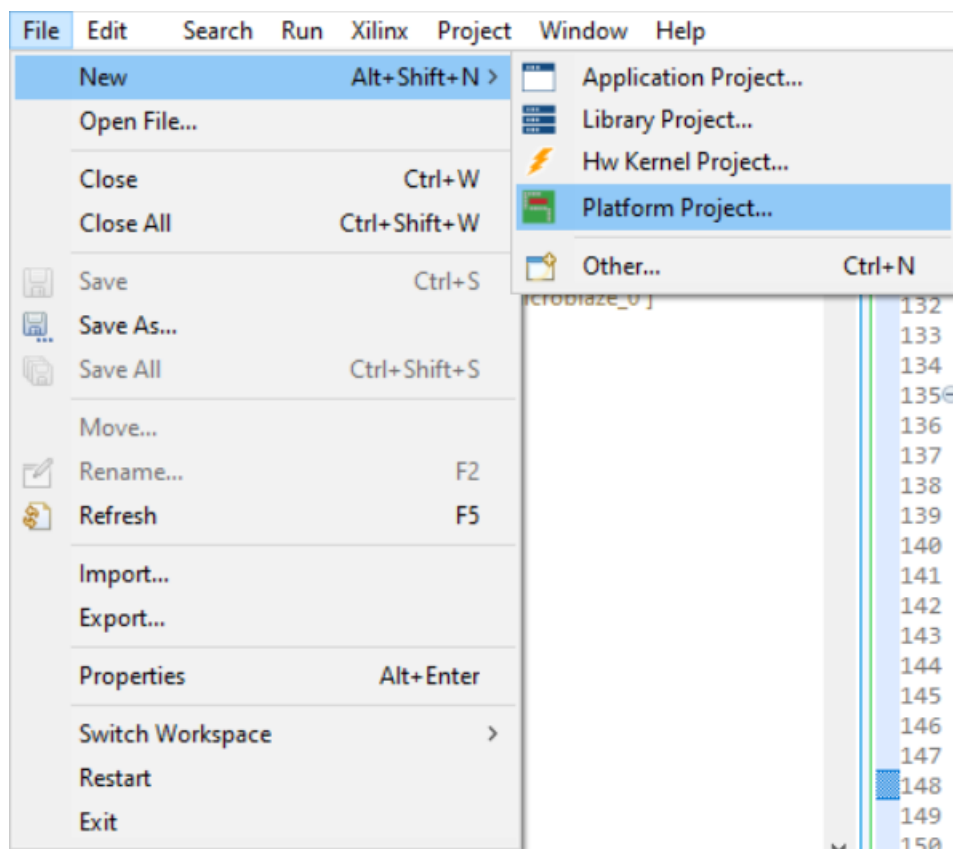 File Edit Search Run Xilinx Project Window Help
New Alt+Shift+N >
Open File...
Close Ctrl+W
Close All Ctrl+Shift+W
Save Ctrl+S
Save As...
Save All Ctrl+Shift+S
Move...
Rename... F2
Refresh F5
Import...
Export...
Properties Alt+Enter
Switch Workspace >
Restart
Exit
Application Project...
Library Project...
Hw Kernel Project...
Platform Project...
Other... Ctrl+N
croblaze_0 ]
132
133
134
135
136
137
138
139
140
141
142
143
144
145
146
147
148
149
150